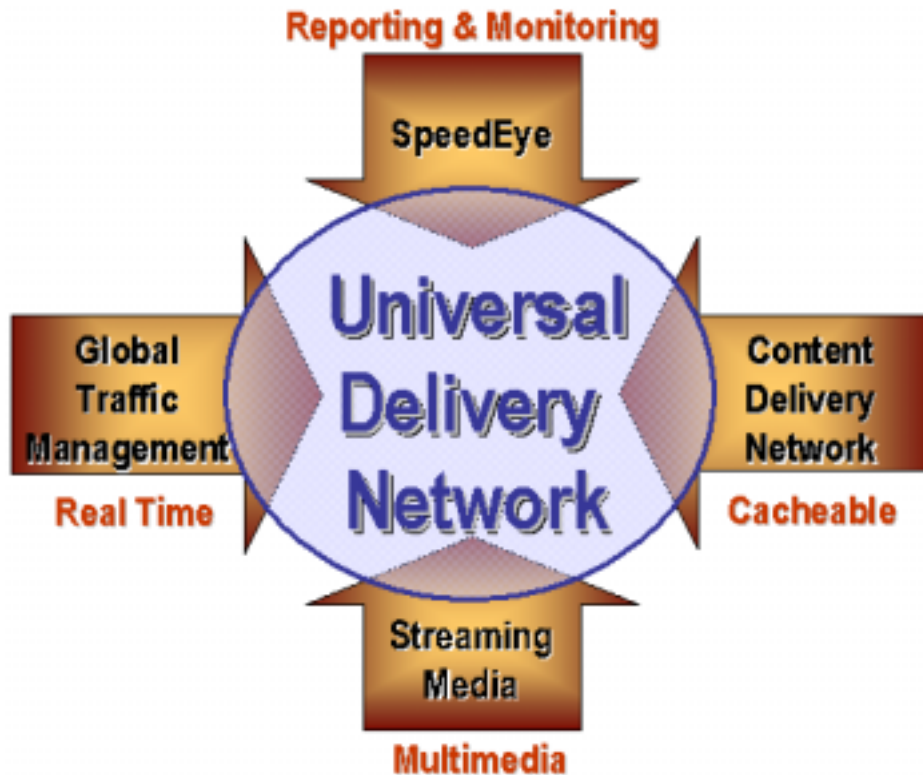 Reporting & Monitoring
SpeedEye
Universal
Delivery
Network
Global
Traffic
Management
Real Time
Content
Delivery
Network
Cacheable
Streaming
Media
Multimedia